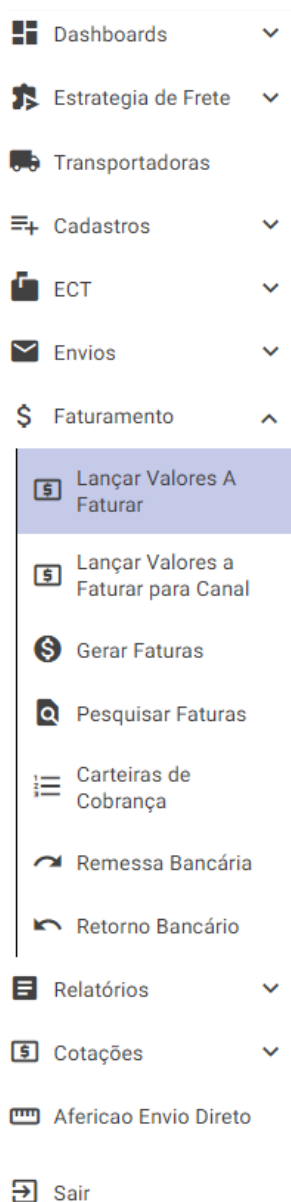 Dashboards
Estrategia de Frete
Transportadoras
Cadastros
ECT
Envios
$ Faturamento
Lançar Valores A
Faturar
Lançar Valores a
Faturar para Canal
Gerar Faturas
Pesquisar Faturas
Carteiras de
Cobrança
Remessa Bancária
Retorno Bancário
Relatórios
Cotações
Afericao Envio Direto
Sair